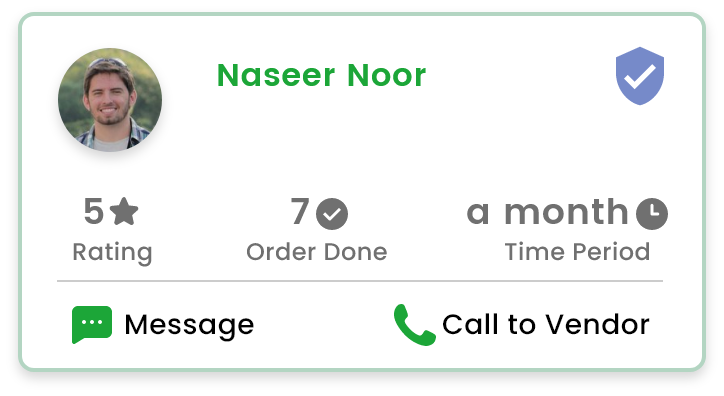 Naseer Noor
5 7 a month
Rating Order Done Time Period
Message Call to Vendor